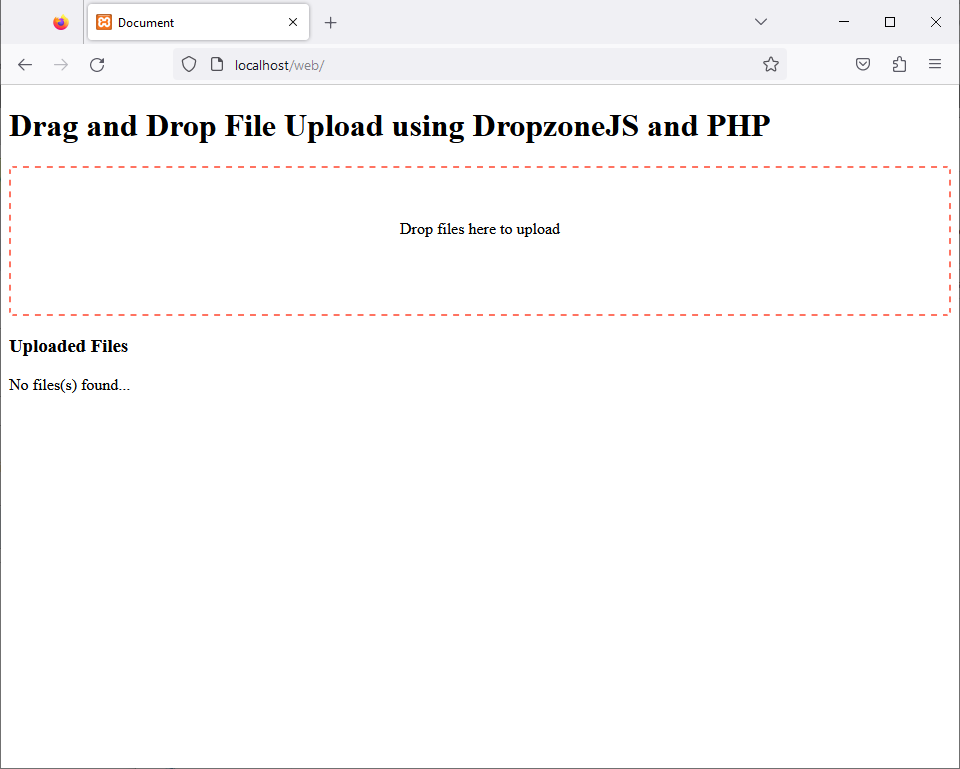 Document
localhost/web/
Drag and Drop File Upload using DropzoneJS and PHP
Drop files here to upload
Uploaded Files
No files(s) found...